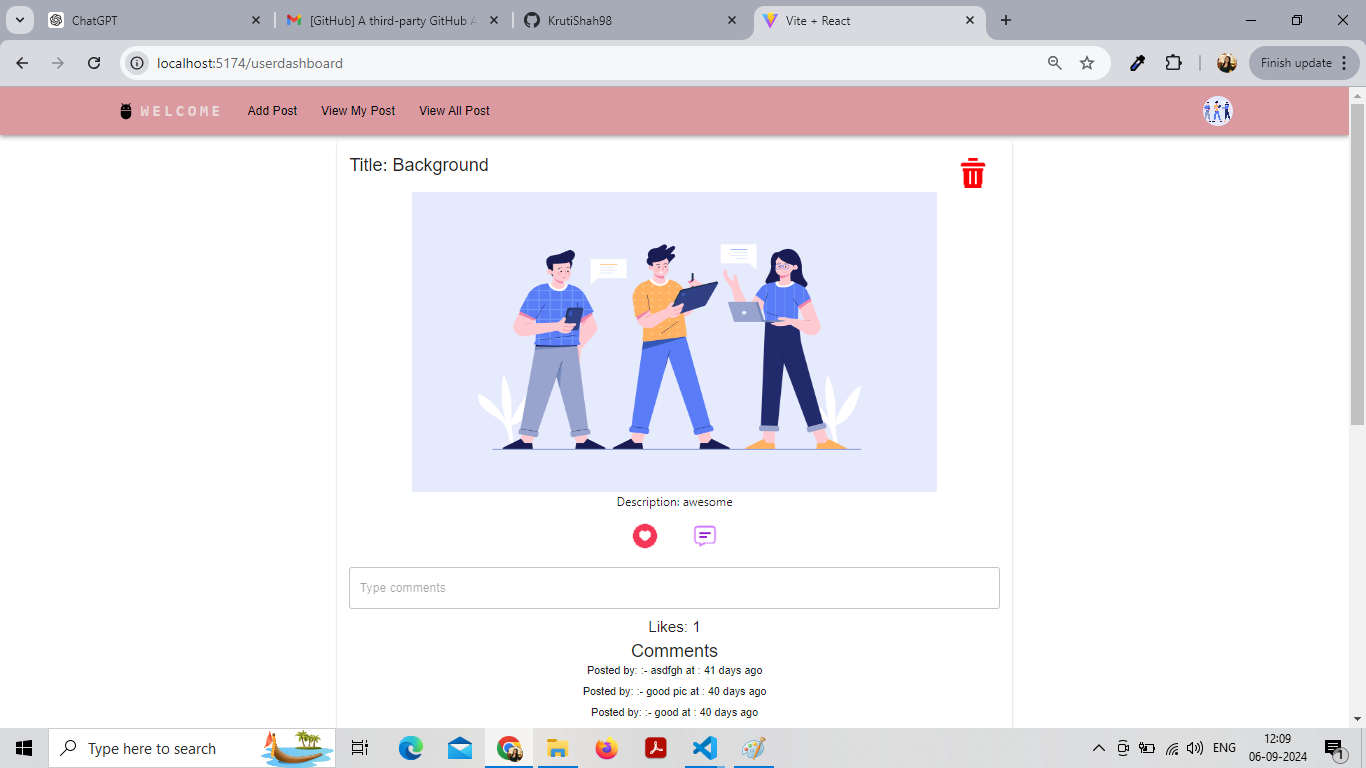 ChatGPT
[GitHub] A third-party GitHub A
KrutiShah98
Vite + React
localhost:5174/userdashboard
Finish update
WELCOME
Add Post
View My Post
View All Post
Title: Background
Description: awesome
Type comments
Likes: 1
Comments
Posted by: :- asdfgh at : 41 days ago
Posted by: :- good pic at : 40 days ago
Posted by: :- good at : 40 days ago
Type here to search
ENG
12:09
06-09-2024
1